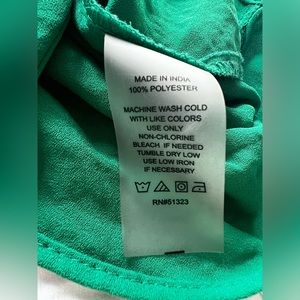 MADE IN INDIA
100% POLYESTER
MACHINE WASH COLD
WITH LIKE COLORS
USE ONLY
NON-CHLORINE
BLEACH IF NEEDED
TUMBLE DRY LOW
USE LOW IRON
IF NECESSARY
RN#51323